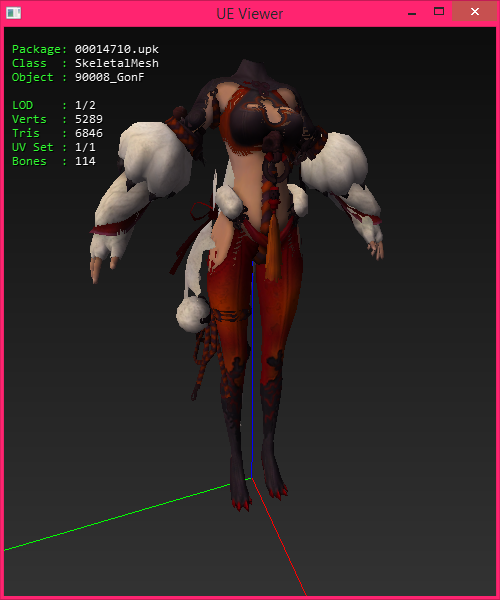 UE Viewer
Package: 00014710.upk
Class : SkeletalMesh
Object : 90008_GonF
LOD : 1/2
Verts : 5289
Tris : 6846
UV Set : 1/1
Bones : 114